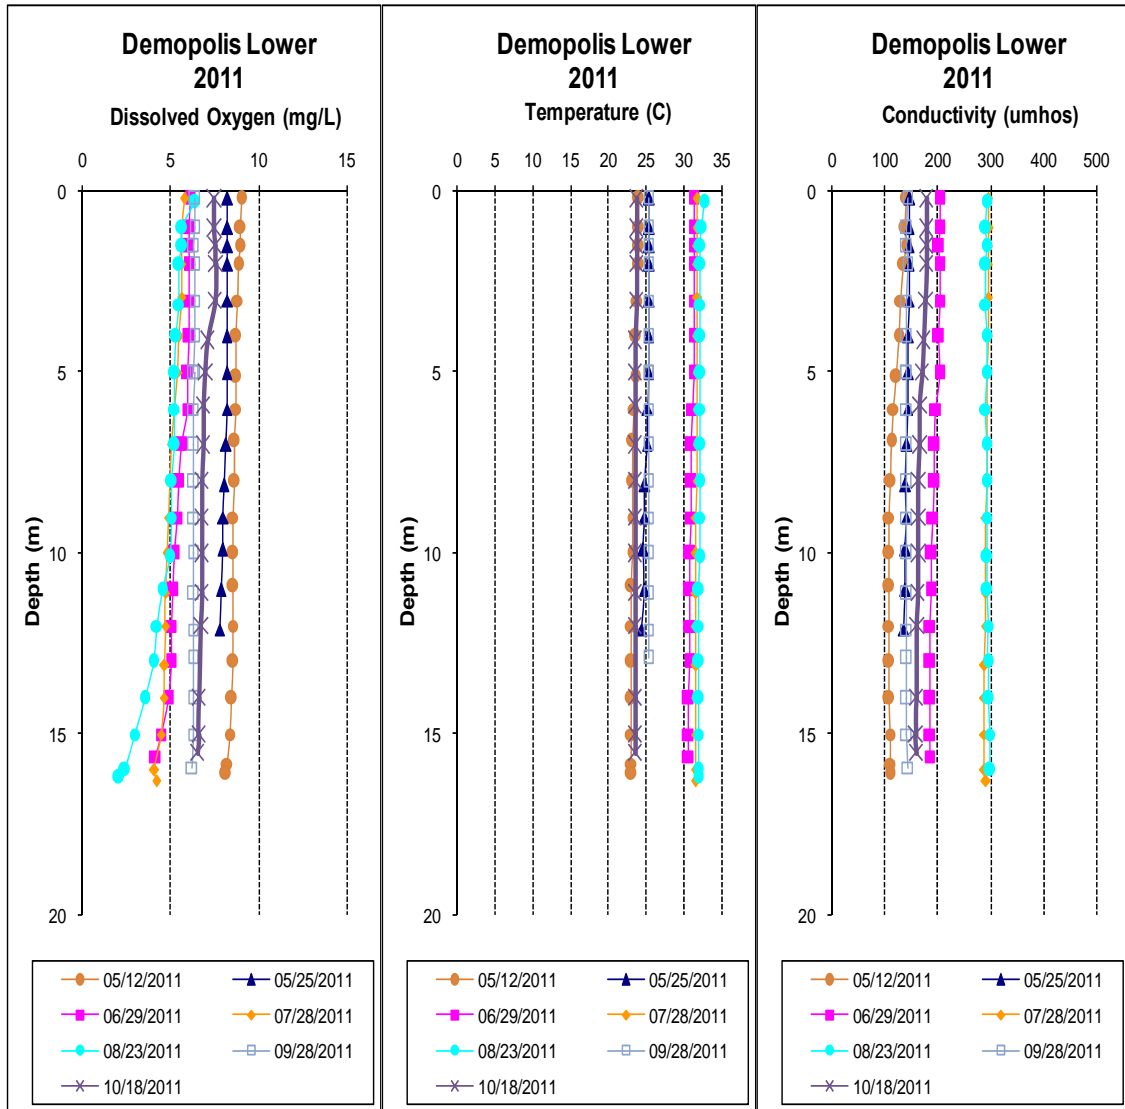 Demopolis Lower
2011
Dissolved Oxygen (mg/L)
0 5 10 15
0
5
10
15
20
Depth (m)
05/12/2011 05/25/2011
06/29/2011 07/28/2011
08/23/2011 09/28/2011
10/18/2011
Demopolis Lower
2011
Temperature (C)
0 5 10 15 20 25 30 35
0
5
10
15
20
Depth (m)
05/12/2011 05/25/2011
06/29/2011 07/28/2011
08/23/2011 09/28/2011
10/18/2011
Demopolis Lower
2011
Conductivity (umhos)
0 100 200 300 400 500
0
5
10
15
20
Depth (m)
05/12/2011 05/25/2011
06/29/2011 07/28/2011
08/23/2011 09/28/2011
10/18/2011